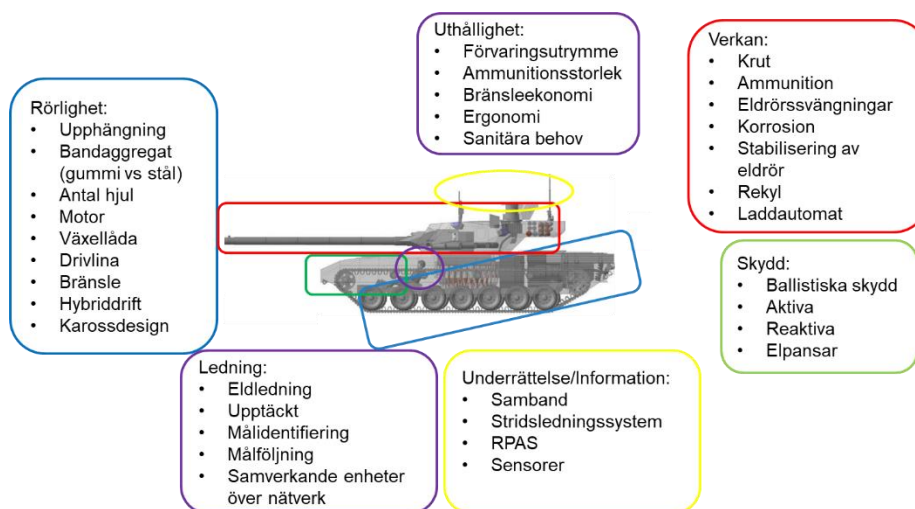 Uthållighet:
• Förvaringsutrymme
• Ammunitionsstorlek
• Bränsleekonomi
• Ergonomi
• Sanitära behov
Verkan:
• Krut
• Ammunition
• Eldrörssvängningar
• Korrosion
• Stabilisering av
eldrör
• Rekyl
• Laddautomat
Rörlighet:
• Upphängning
• Bandaggregat
(gummi vs stål)
• Antal hjul
• Motor
• Växellåda
• Drivlina
• Bränsle
• Hybriddrift
• Karossdesign
Skydd:
• Ballistiska skydd
• Aktiva
• Reaktiva
• Elpansar
Ledning:
• Eldledning
• Upptäckt
• Målidentifiering
• Målföljning
• Samverkande enheter
över nätverk
Underrättelse/Information:
• Samband
• Stridsledningssystem
• RPAS
• Sensorer